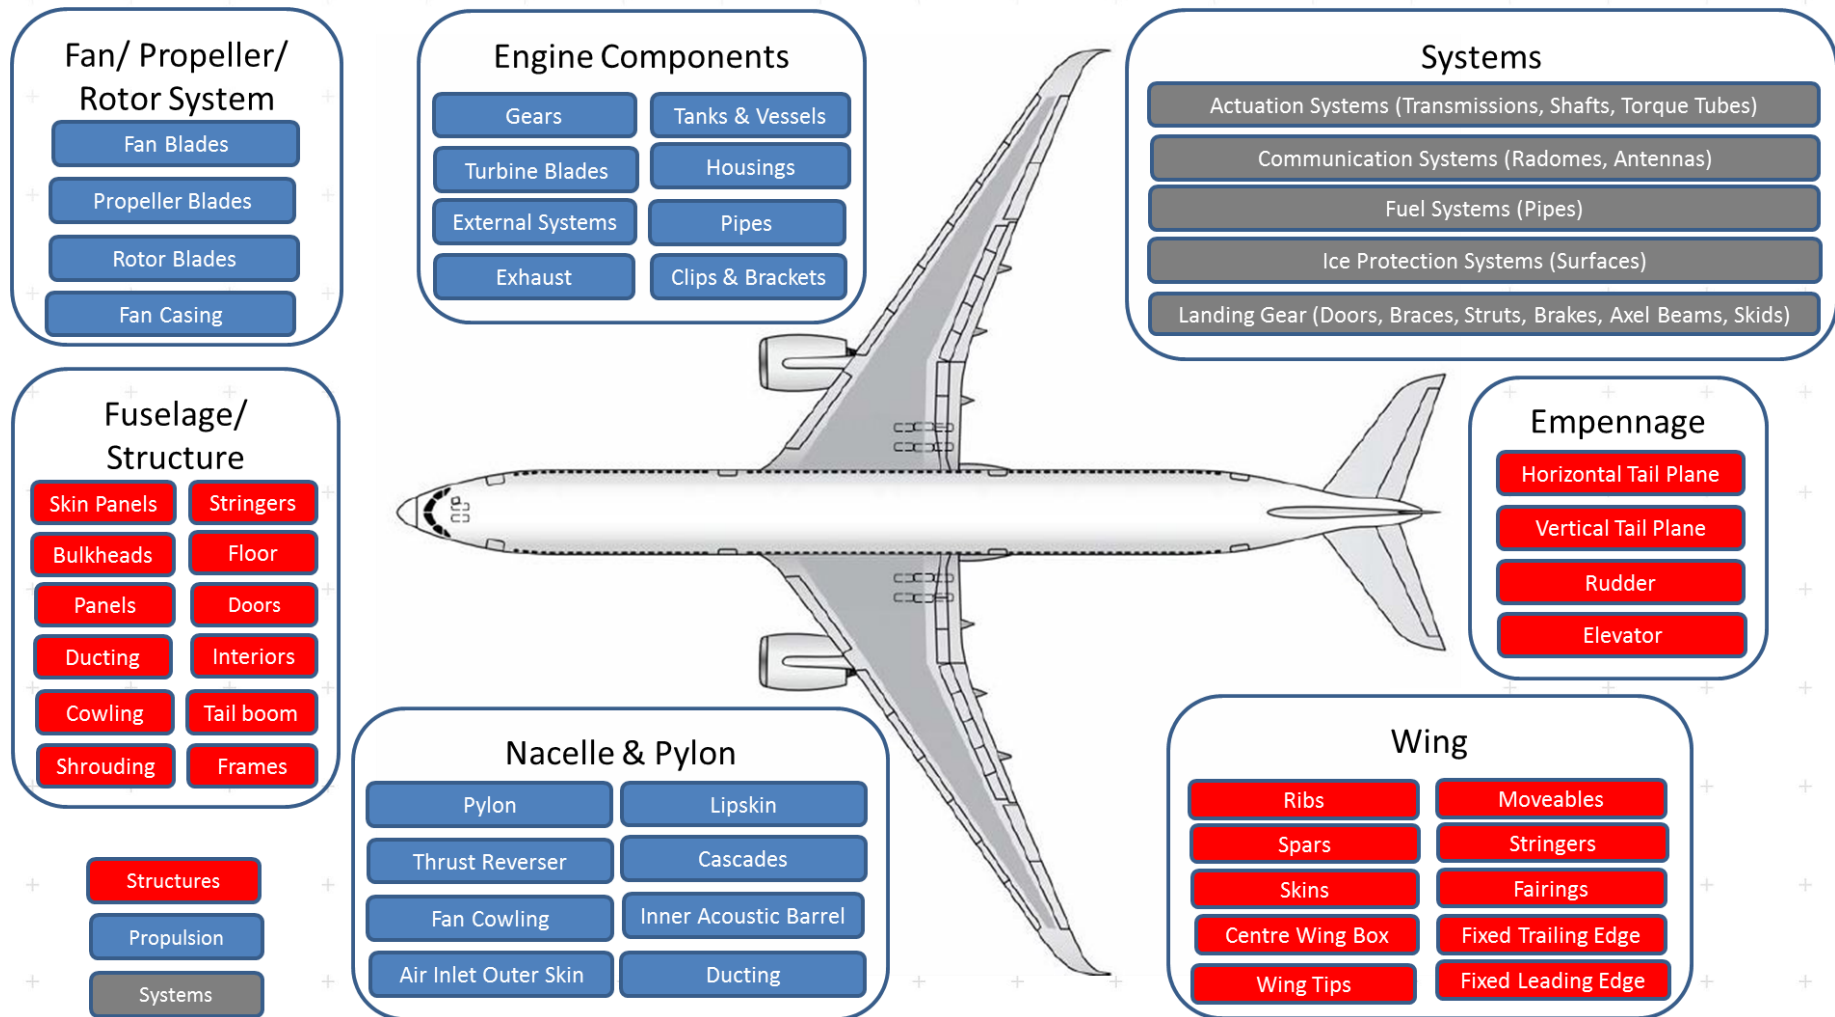 Fan/ Propeller/
Rotor System
Fan Blades
Propeller Blades
Rotor Blades
Fan Casing
Engine Components
Gears
Tanks & Vessels
Turbine Blades
Housings
External Systems
Pipes
Exhaust
Clips & Brackets
Systems
Actuation Systems (Transmissions, Shafts, Torque Tubes)
Communication Systems (Radomes, Antennas)
Fuel Systems (Pipes)
Ice Protection Systems (Surfaces)
Landing Gear (Doors, Braces, Struts, Brakes, Axel Beams, Skids)
Fuselage/
Structure
Skin Panels
Stringers
Bulkheads
Floor
Panels
Doors
Ducting
Interiors
Cowling
Tail boom
Shrouding
Frames
Empennage
Horizontal Tail Plane
Vertical Tail Plane
Rudder
Elevator
Nacelle & Pylon
Pylon
Lipskin
Thrust Reverser
Cascades
Fan Cowling
Inner Acoustic Barrel
Air Inlet Outer Skin
Ducting
Wing
Ribs
Moveables
Spars
Stringers
Skins
Fairings
Centre Wing Box
Fixed Trailing Edge
Wing Tips
Fixed Leading Edge
Structures
Propulsion
Systems